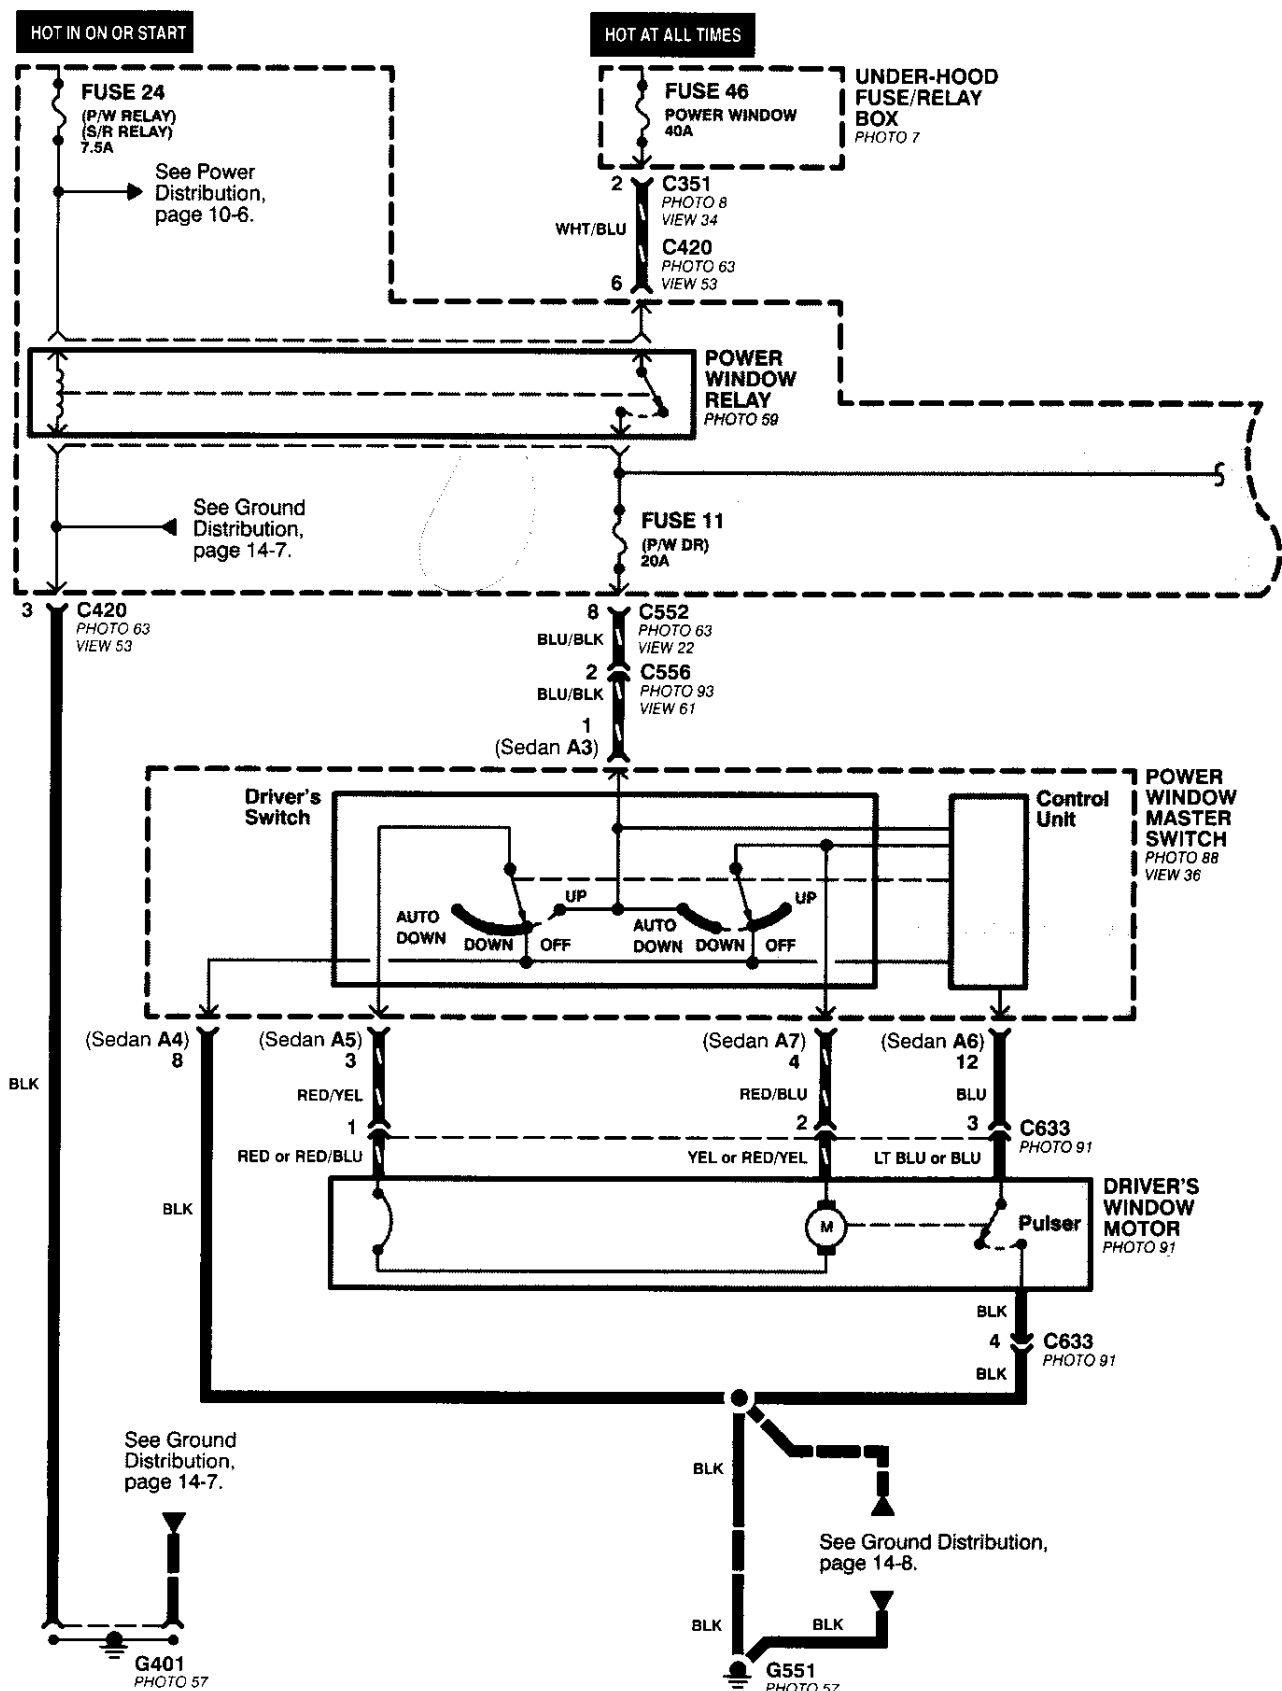 HOT IN ON OR START
HOT AT ALL TIMES
FUSE 24
(P/W RELAY)
(S/R RELAY)
7.5A
FUSE 46
POWER WINDOW
40A
UNDER-HOOD
FUSE/RELAY
BOX
PHOTO 7
See Power
Distribution,
page 10-6.
2
C351
PHOTO 8
VIEW 34
WHT/BLU
C420
PHOTO 63
VIEW 53
6
POWER
WINDOW
RELAY
PHOTO 59
See Ground
Distribution,
page 14-7.
FUSE 11
(P/W DR)
20A
3
C420
PHOTO 63
VIEW 53
8
C552
PHOTO 63
VIEW 22
BLU/BLK
2
C556
PHOTO 93
VIEW 61
BLU/BLK
1
(Sedan A3)
Driver's
Switch
Control
Unit
POWER
WINDOW
MASTER
SWITCH
PHOTO 88
VIEW 36
UP
AUTO
DOWN
DOWN
OFF
UP
AUTO
DOWN
DOWN
OFF
(Sedan A4)
8
(Sedan A5)
3
(Sedan A7)
4
(Sedan A6)
12
BLK
RED/YEL
RED/BLU
BLU
1
2
3
C633
PHOTO 91
RED or RED/BLU
YEL or RED/YEL
LT BLU or BLU
BLK
M
Pulser
DRIVER'S
WINDOW
MOTOR
PHOTO 91
BLK
4
C633
PHOTO 91
BLK
See Ground
Distribution,
page 14-7.
BLK
See Ground Distribution,
page 14-8.
BLK
BLK
G401
PHOTO 57
G551
PHOTO 57